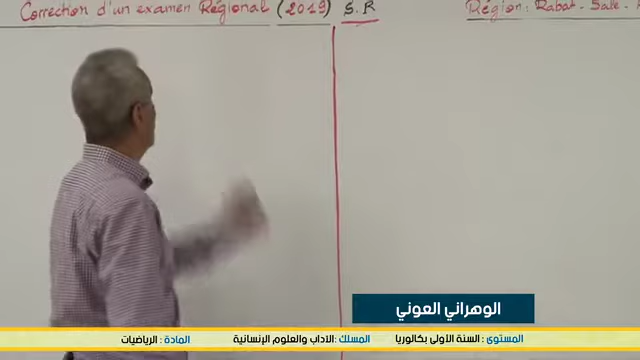 Correction d'un examen Régional (2019) S.R
Région: Rabat - Salé -
الوهراني العوني
المستوى : السنة الأولى بكالوريا المسلك :الآداب والعلوم الإنسانية المادة : الرياضيات